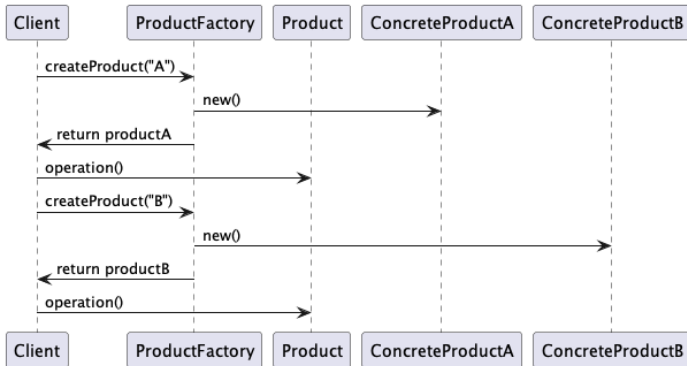 Client ProductFactory Product ConcreteProductA ConcreteProductB
createProduct("A")
new()
return productA
operation()
createProduct("B")
new()
return productB
operation()
Client ProductFactory Product ConcreteProductA ConcreteProductB